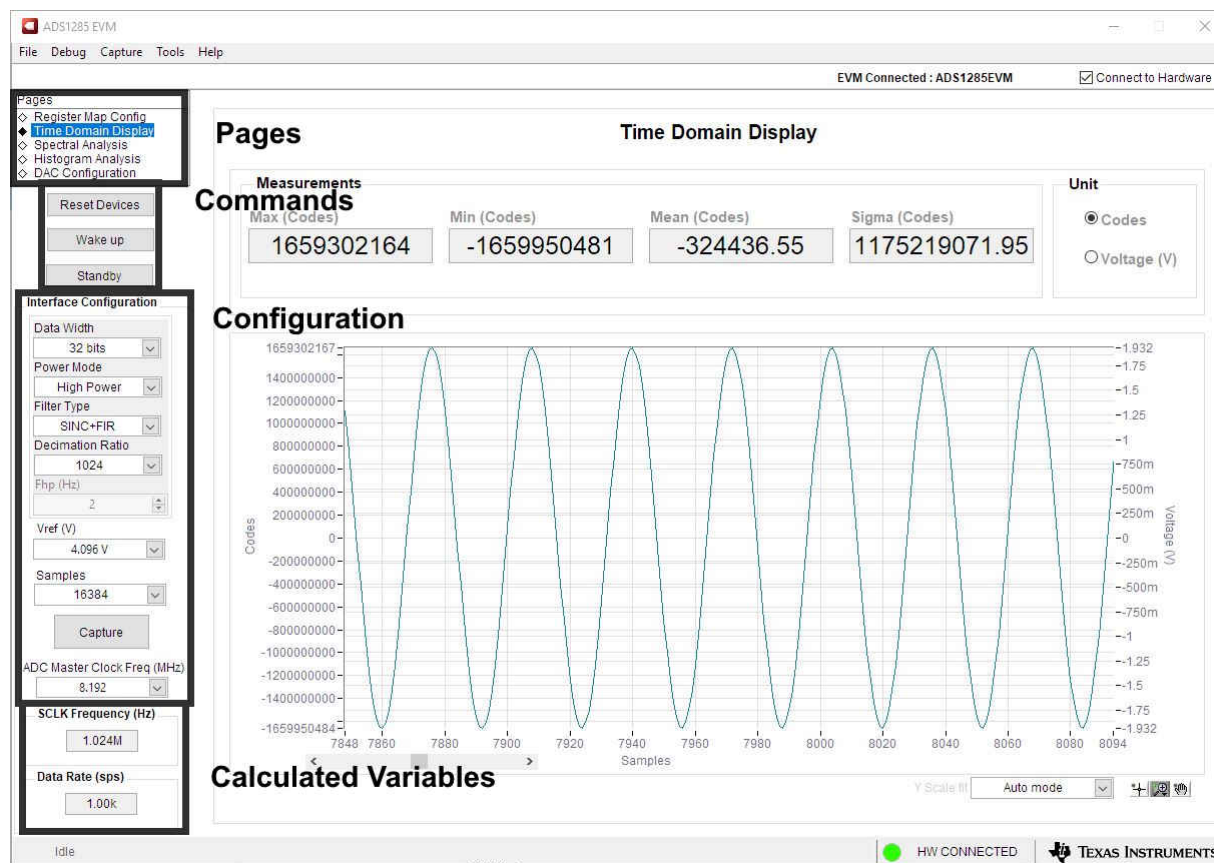 ADS1285 EVM
File Debug Capture Tools Help
EVM Connected : ADS1285EVM
Connect to Hardware
Pages
Register Map Config
Time Domain Display
Spectral Analysis
Histogram Analysis
DAC Configuration
Pages
Time Domain Display
Reset Devices
Wake up
Standby
Commands
Measurements
Max (Codes)
1659302164
Min (Codes)
-1659950481
Mean (Codes)
-324436.55
Sigma (Codes)
1175219071.95
Unit
Codes
Voltage (V)
Interface Configuration
Data Width
32 bits
Power Mode
High Power
Filter Type
SINC+FIR
Decimation Ratio
1024
Fhp (Hz)
2
Vref (V)
4.096 V
Samples
16384
Capture
ADC Master Clock Freq (MHz)
8.192
Configuration
1659302167
1400000000
1200000000
1000000000
800000000
600000000
400000000
200000000
0
-200000000
-400000000
-600000000
-800000000
-1000000000
-1200000000
-1400000000
-1659950484
Codes
1.932
1.75
1.5
1.25
1
750m
500m
250m
0
-250m
-500m
-750m
-1
-1.25
-1.5
-1.75
-1.932
Voltage (V)
7848 7860 7880 7900 7920 7940 7960 7980 8000 8020 8040 8060 8080 8094
Samples
SCLK Frequency (Hz)
1.024M
Data Rate (sps)
1.00k
Calculated Variables
Y Scale fit
Auto mode
Idle
HW CONNECTED
TEXAS INSTRUMENTS